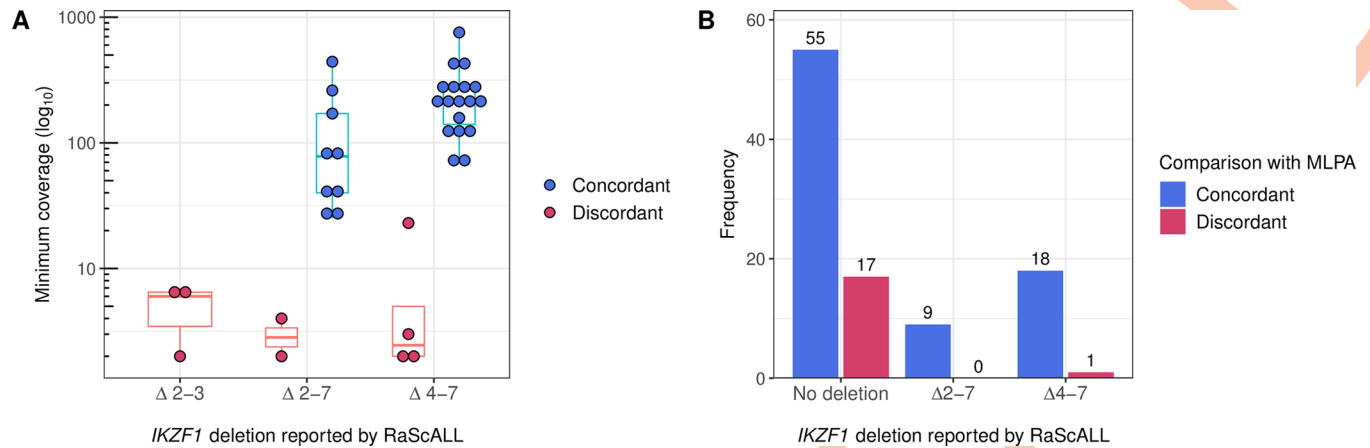 A
1000
100
10
Minimum coverage (log10)
Δ 2−3
Δ 2−7
Δ 4−7
IKZF1 deletion reported by RaScALL
Concordant
Discordant
B
60
40
20
0
Frequency
55
17
9
0
18
1
No deletion
Δ2−7
Δ4−7
IKZF1 deletion reported by RaScALL
Comparison with MLPA
Concordant
Discordant